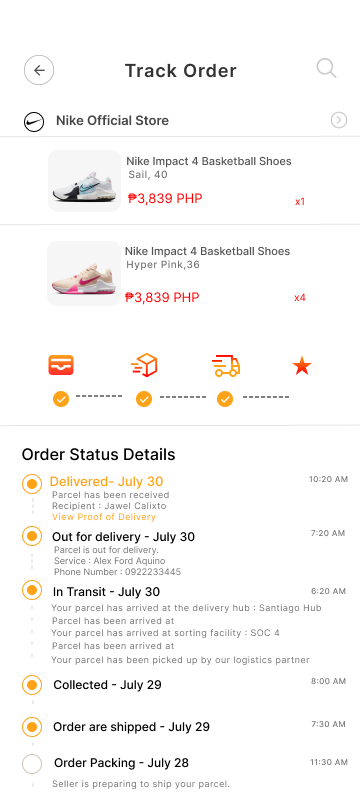 Track Order
Nike Official Store
Nike Impact 4 Basketball Shoes
Sail, 40
₱3,839 PHP
x1
Nike Impact 4 Basketball Shoes
Hyper Pink,36
₱3,839 PHP
x4
Order Status Details
Delivered- July 30 10:20 AM
Parcel has been received
Recipient : Jawel Calixto
View Proof of Delivery
Out for delivery - July 30 7:20 AM
Parcel is out for delivery.
Service : Alex Ford Aquino
Phone Number : 0922233445
In Transit - July 30 6:20 AM
Your parcel has arrived at the delivery hub : Santiago Hub
Parcel has been arrived at
Your parcel has arrived at sorting facility : SOC 4
Parcel has been arrived at
Your parcel has been picked up by our logistics partner
Collected - July 29 8:00 AM
Order are shipped - July 29 7:30 AM
Order Packing - July 28 11:30 AM
Seller is preparing to ship your parcel.